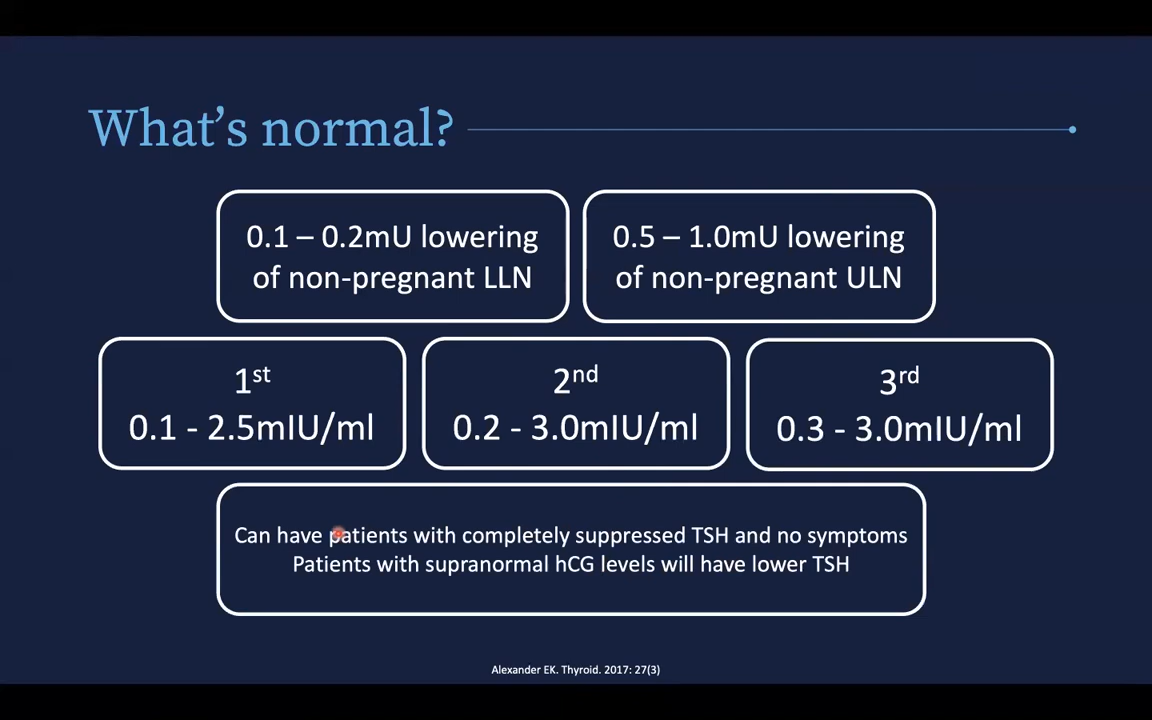 What's normal?
0.1 – 0.2mU lowering
of non-pregnant LLN
0.5 – 1.0mU lowering
of non-pregnant ULN
1st
0.1 - 2.5mIU/ml
2nd
0.2 - 3.0mIU/ml
3rd
0.3 - 3.0mIU/ml
Can have patients with completely suppressed TSH and no symptoms
Patients with supranormal hCG levels will have lower TSH
Alexander EK. Thyroid. 2017: 27(3)